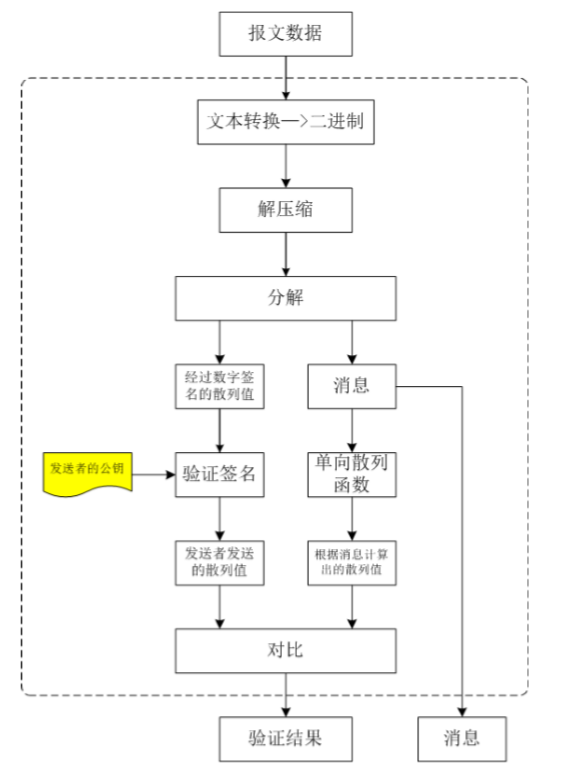 报文数据
文本转换—>二进制
解压缩
分解
经过数字签
名的散列值
消息
发送者的公钥
验证签名
单向散列
函数
发送者发送
的散列值
根据消息计算
出的散列值
对比
验证结果
消息